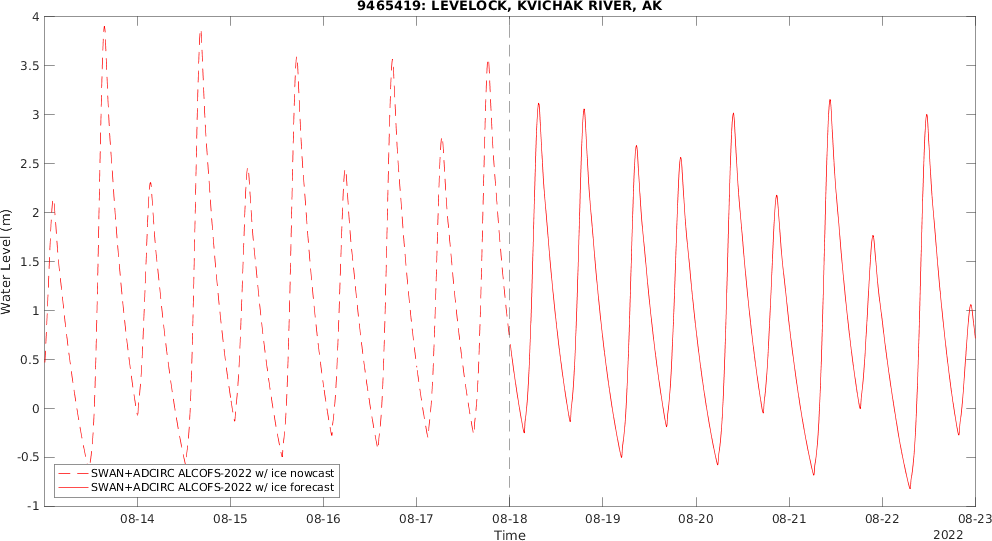 9465419: LEVELOCK, KVICHAK RIVER, AK
4
3.5
3
2.5
2
1.5
1
0.5
0
-0.5
-1
Water Level (m)
SWAN+ADCIRC ALCOFS-2022 w/ ice nowcast
SWAN+ADCIRC ALCOFS-2022 w/ ice forecast
08-14 08-15 08-16 08-17 08-18 08-19 08-20 08-21 08-22 08-23
Time
2022